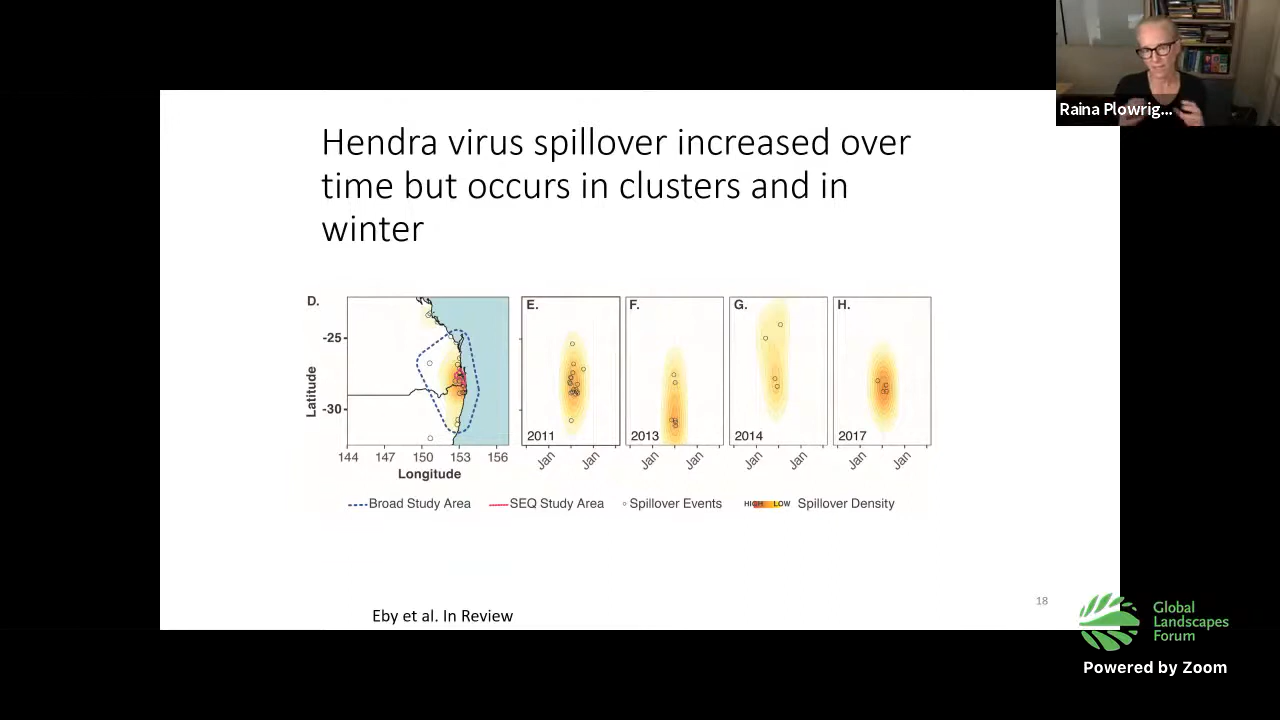 Raina Plowrig...
Hendra virus spillover increased over
time but occurs in clusters and in
winter
D.
E.
F.
G.
H.
-25
-30
Latitude
2011
2013
2014
2017
144 147 150 153 156
Jan Jan Jan Jan Jan Jan Jan Jan
Longitude
Broad Study Area SEQ Study Area Spillover Events HIGH LOW Spillover Density
18
Eby et al. In Review
Global
Landscapes
Forum
Powered by Zoom